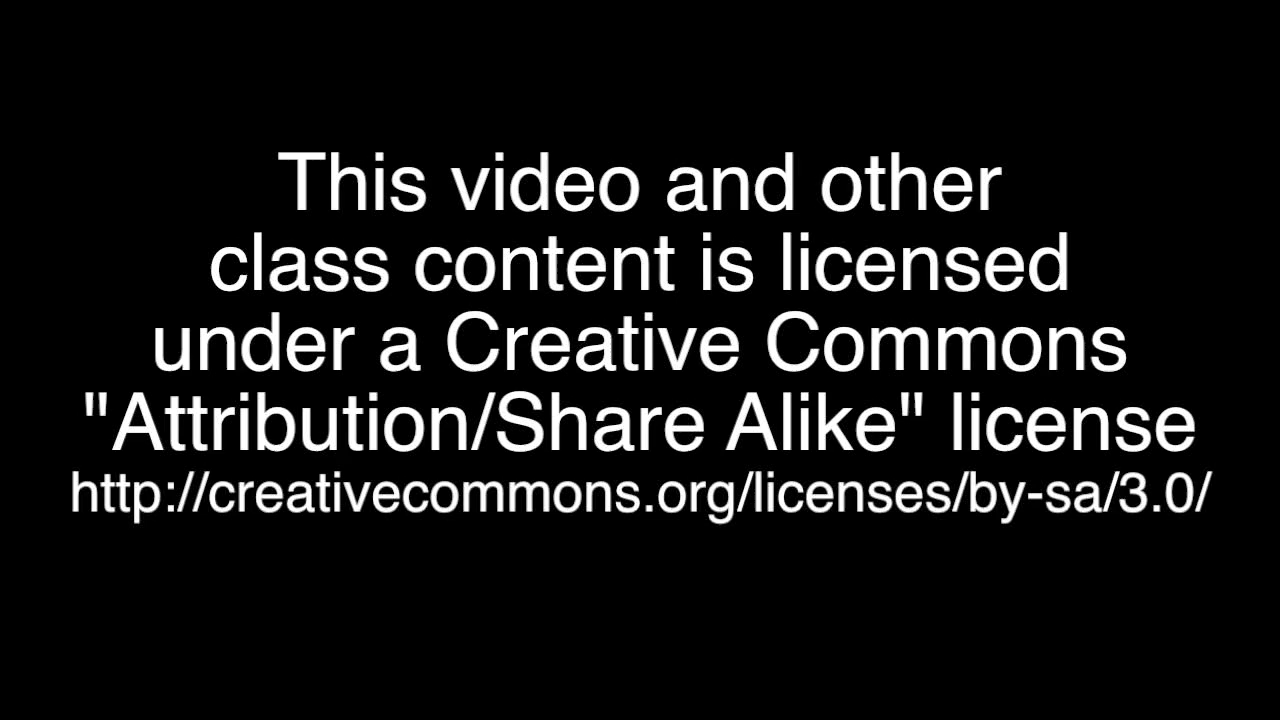 This video and other
class content is licensed
under a Creative Commons
"Attribution/Share Alike" license
http://creativecommons.org/licenses/by-sa/3.0/